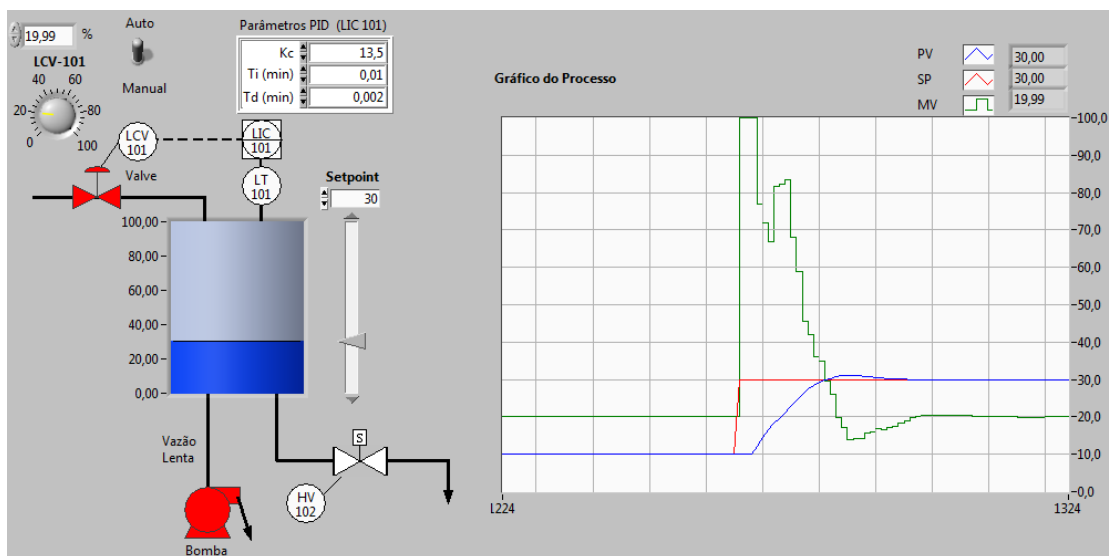 19,99 %
Auto
Manual
LCV-101
0 20 40 60 80 100
Parâmetros PID (LIC 101)
Kc 13,5
Ti (min) 0,01
Td (min) 0,002
LCV 101
LIC 101
LT 101
Valve
Setpoint
30
100,00
80,00
60,00
40,00
20,00
0,00
Vazão Lenta
Bomba
S
HV 102
Gráfico do Processo
PV 30,00
SP 30,00
MV 19,99
100,0
90,0
80,0
70,0
60,0
50,0
40,0
30,0
20,0
10,0
0,0
1224
1324